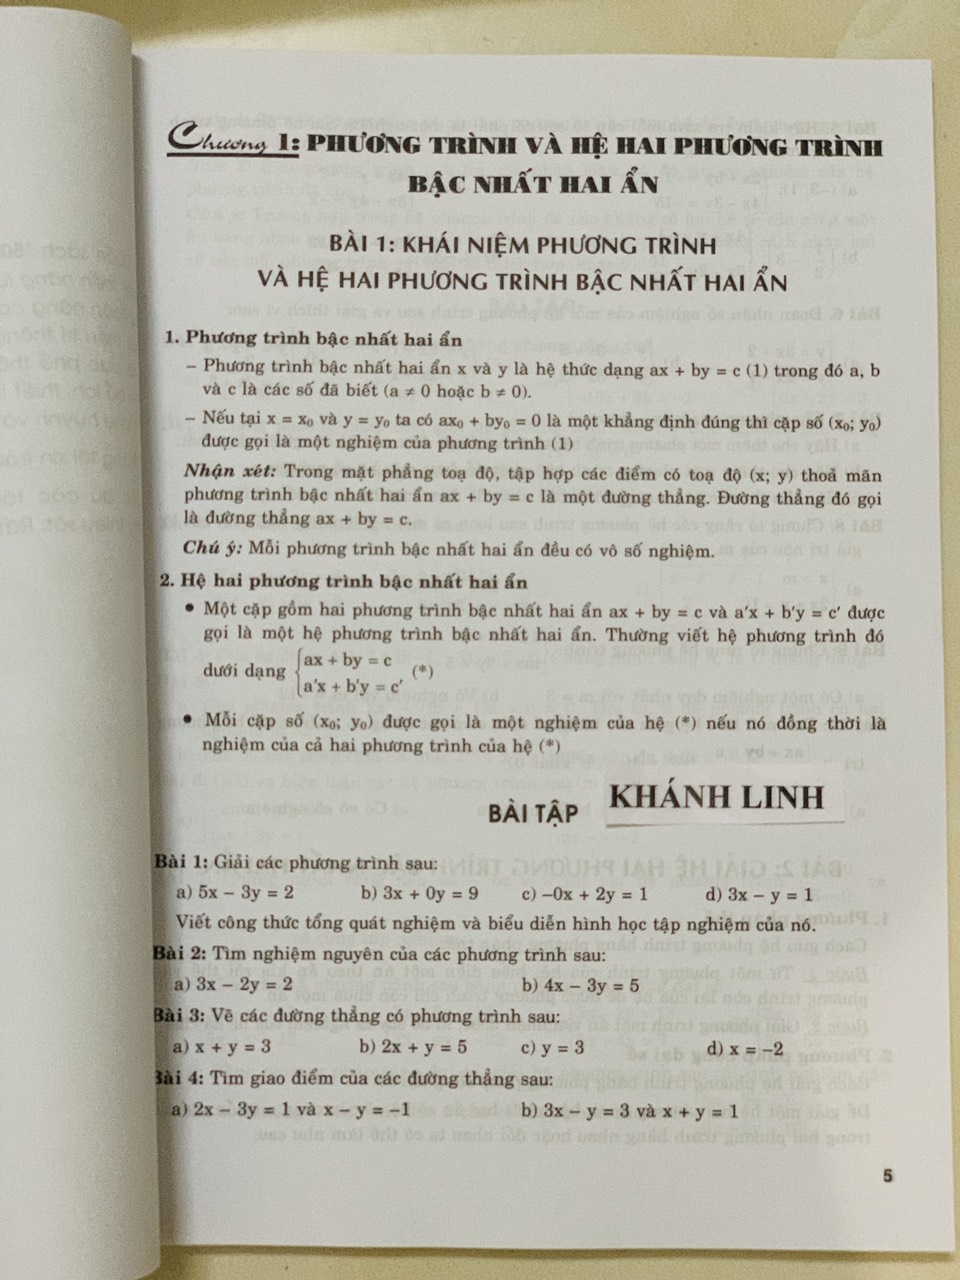 Chương 1: PHƯƠNG TRÌNH VÀ HỆ HAI PHƯƠNG TRÌNH
BẬC NHẤT HAI ẨN
BÀI 1: KHÁI NIỆM PHƯƠNG TRÌNH
VÀ HỆ HAI PHƯƠNG TRÌNH BẬC NHẤT HAI ẨN
1. Phương trình bậc nhất hai ẩn
– Phương trình bậc nhất hai ẩn x và y là hệ thức dạng ax + by = c (1) trong đó a, b
và c là các số đã biết (a ≠ 0 hoặc b ≠ 0).
– Nếu tại x = x₀ và y = y₀ ta có ax₀ + by₀ = 0 là một khẳng định đúng thì cặp số (x₀; y₀)
được gọi là một nghiệm của phương trình (1)
Nhận xét: Trong mặt phẳng toạ độ, tập hợp các điểm có toạ độ (x; y) thoả mãn
phương trình bậc nhất hai ẩn ax + by = c là một đường thẳng. Đường thẳng đó gọi
là đường thẳng ax + by = c.
Chú ý: Mỗi phương trình bậc nhất hai ẩn đều có vô số nghiệm.
2. Hệ hai phương trình bậc nhất hai ẩn
• Một cặp gồm hai phương trình bậc nhất hai ẩn ax + by = c và a'x + b'y = c' được
gọi là một hệ phương trình bậc nhất hai ẩn. Thường viết hệ phương trình đó
dưới dạng { ax + by = c (*)
a'x + b'y = c'
• Mỗi cặp số (x₀; y₀) được gọi là một nghiệm của hệ (*) nếu nó đồng thời là
nghiệm của cả hai phương trình của hệ (*)
BÀI TẬP KHÁNH LINH
Bài 1: Giải các phương trình sau:
a) 5x – 3y = 2 b) 3x + 0y = 9 c) –0x + 2y = 1 d) 3x – y = 1
Viết công thức tổng quát nghiệm và biểu diễn hình học tập nghiệm của nó.
Bài 2: Tìm nghiệm nguyên của các phương trình sau:
a) 3x – 2y = 2 b) 4x – 3y = 5
Bài 3: Vẽ các đường thẳng có phương trình sau:
a) x + y = 3 b) 2x + y = 5 c) y = 3 d) x = –2
Bài 4: Tìm giao điểm của các đường thẳng sau:
a) 2x – 3y = 1 và x – y = –1 b) 3x – y = 3 và x + y = 1
5